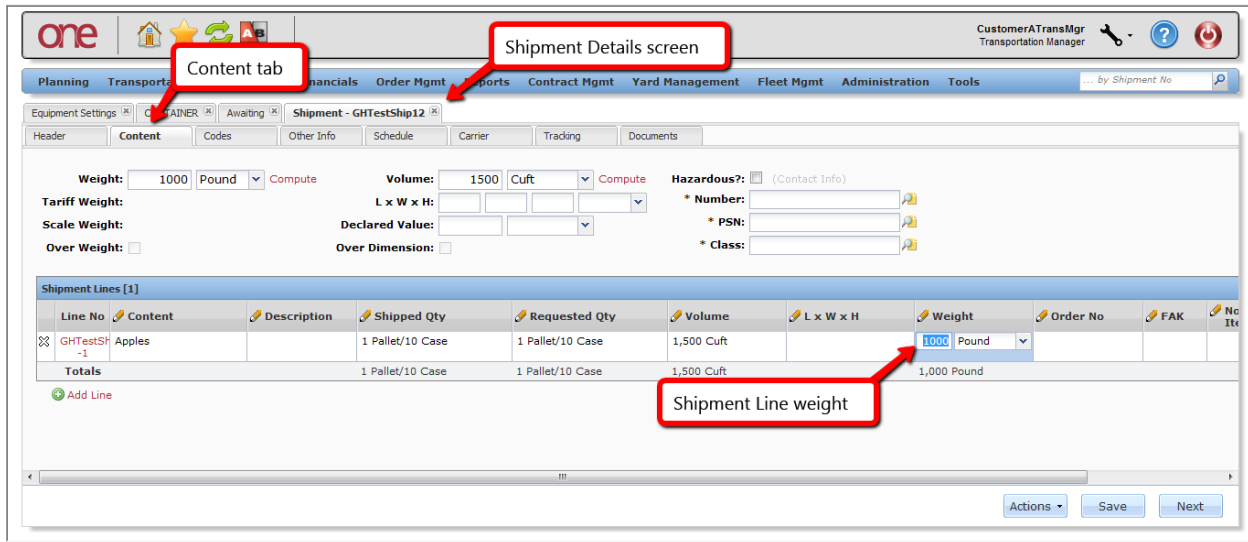 one
A B
Shipment Details screen
Content tab
CustomerATransMgr
Transportation Manager
Planning Transporta nancials Order Mgmt Reports Contract Mgmt Yard Management Fleet Mgmt Administration Tools
... by Shipment No
Equipment Settings CONTAINER Awaiting Shipment - GHTestShip12
Header Content Codes Other Info Schedule Carrier Tracking Documents
Weight: 1000 Pound Compute Volume: 1500 Cuft Compute Hazardous?: (Contact Info)
Tariff Weight: L x W x H: * Number:
Scale Weight: Declared Value: * PSN:
Over Weight: Over Dimension: * Class:
Shipment Lines [1]
Line No Content Description Shipped Qty Requested Qty Volume L x W x H Weight Order No FAK No
Ite
GHTestSh Apples 1 Pallet/10 Case 1 Pallet/10 Case 1,500 Cuft 1000 Pound
-1
Totals 1 Pallet/10 Case 1 Pallet/10 Case 1,500 Cuft 1,000 Pound
Add Line
Shipment Line weight
Actions Save Next